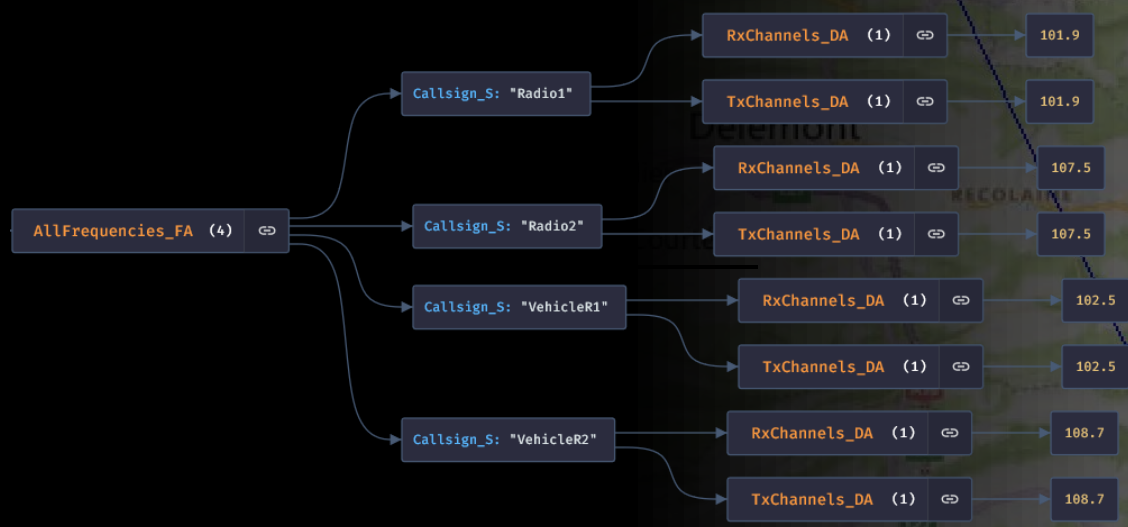 RxChannels_DA (1) 101.9
Callsign_S: "Radio1"
TxChannels_DA (1) 101.9
Delémont
RxChannels_DA (1) 107.5
RECOLAINE
AllFrequencies_FA (4)
Callsign_S: "Radio2"
TxChannels_DA (1) 107.5
Callsign_S: "VehicleR1"
RxChannels_DA (1) 102.5
TxChannels_DA (1) 102.5
Callsign_S: "VehicleR2"
RxChannels_DA (1) 108.7
TxChannels_DA (1) 108.7